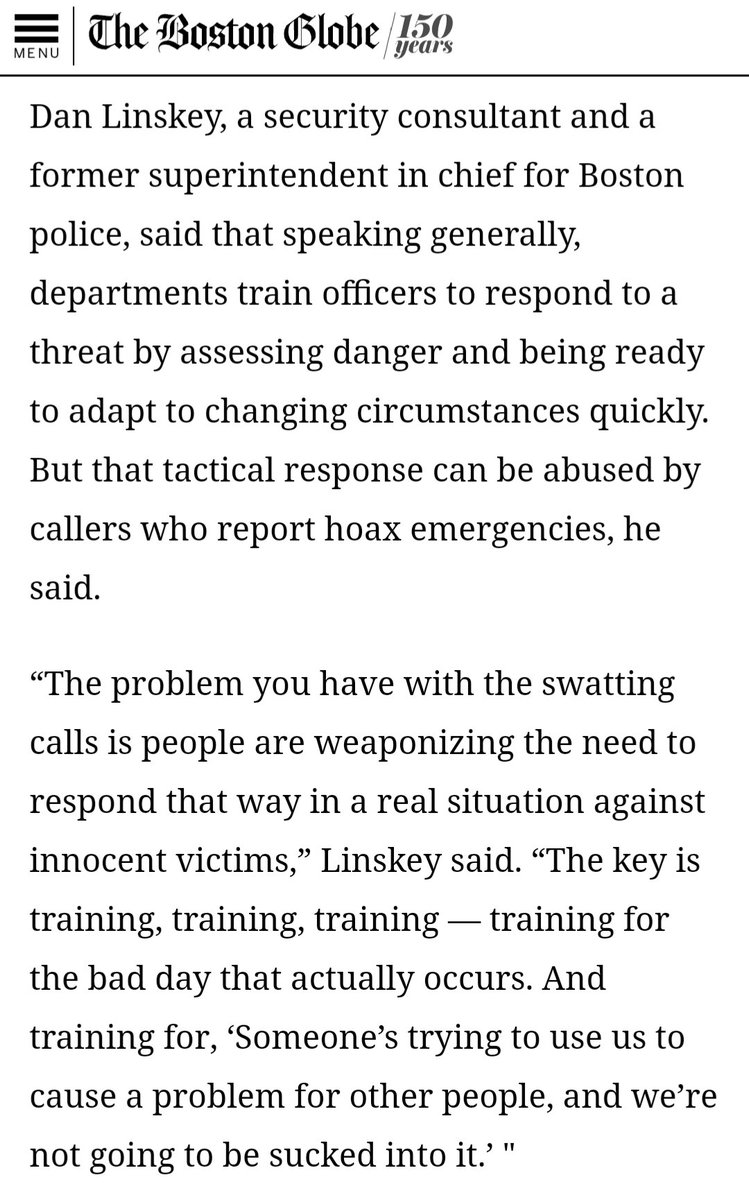 MENU
The Boston Globe / 150 years
Dan Linskey, a security consultant and a
former superintendent in chief for Boston
police, said that speaking generally,
departments train officers to respond to a
threat by assessing danger and being ready
to adapt to changing circumstances quickly.
But that tactical response can be abused by
callers who report hoax emergencies, he
said.
“The problem you have with the swatting
calls is people are weaponizing the need to
respond that way in a real situation against
innocent victims,” Linskey said. “The key is
training, training, training — training for
the bad day that actually occurs. And
training for, ‘Someone’s trying to use us to
cause a problem for other people, and we’re
not going to be sucked into it.’ "